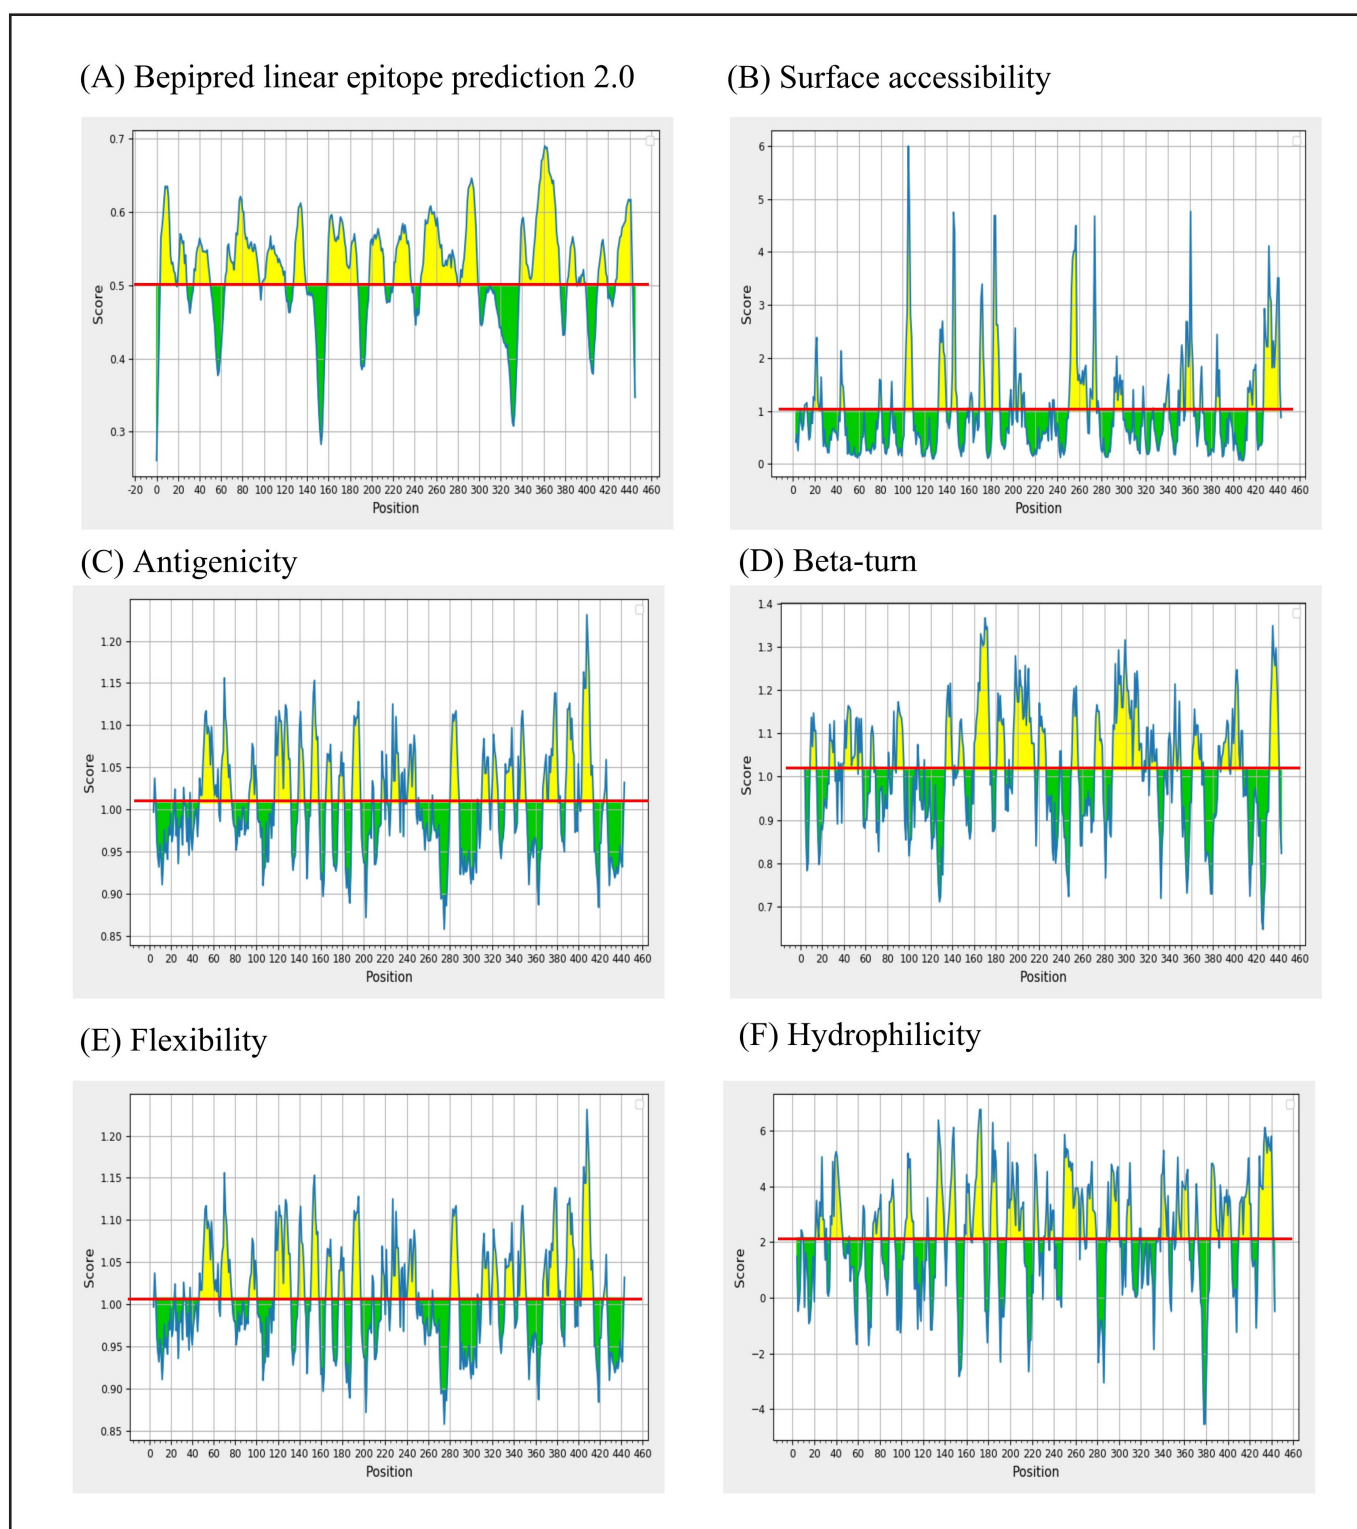 (A) Bepipred linear epitope prediction 2.0
0.7
0.6
0.5
0.4
0.3
Score
-20 0 20 40 60 80 100 120 140 160 180 200 220 240 260 280 300 320 340 360 380 400 420 440 460
Position
(B) Surface accessibility
6
5
4
3
2
1
0
Score
0 20 40 60 80 100 120 140 160 180 200 220 240 260 280 300 320 340 360 380 400 420 440 460
Position
(C) Antigenicity
1.20
1.15
1.10
1.05
1.00
0.95
0.90
0.85
Score
0 20 40 60 80 100 120 140 160 180 200 220 240 260 280 300 320 340 360 380 400 420 440 460
Position
(D) Beta-turn
1.4
1.3
1.2
1.1
1.0
0.9
0.8
0.7
Score
0 20 40 60 80 100 120 140 160 180 200 220 240 260 280 300 320 340 360 380 400 420 440 460
Position
(E) Flexibility
1.20
1.15
1.10
1.05
1.00
0.95
0.90
0.85
Score
0 20 40 60 80 100 120 140 160 180 200 220 240 260 280 300 320 340 360 380 400 420 440 460
Position
(F) Hydrophilicity
6
4
2
0
−2
−4
Score
0 20 40 60 80 100 120 140 160 180 200 220 240 260 280 300 320 340 360 380 400 420 440 460
Position